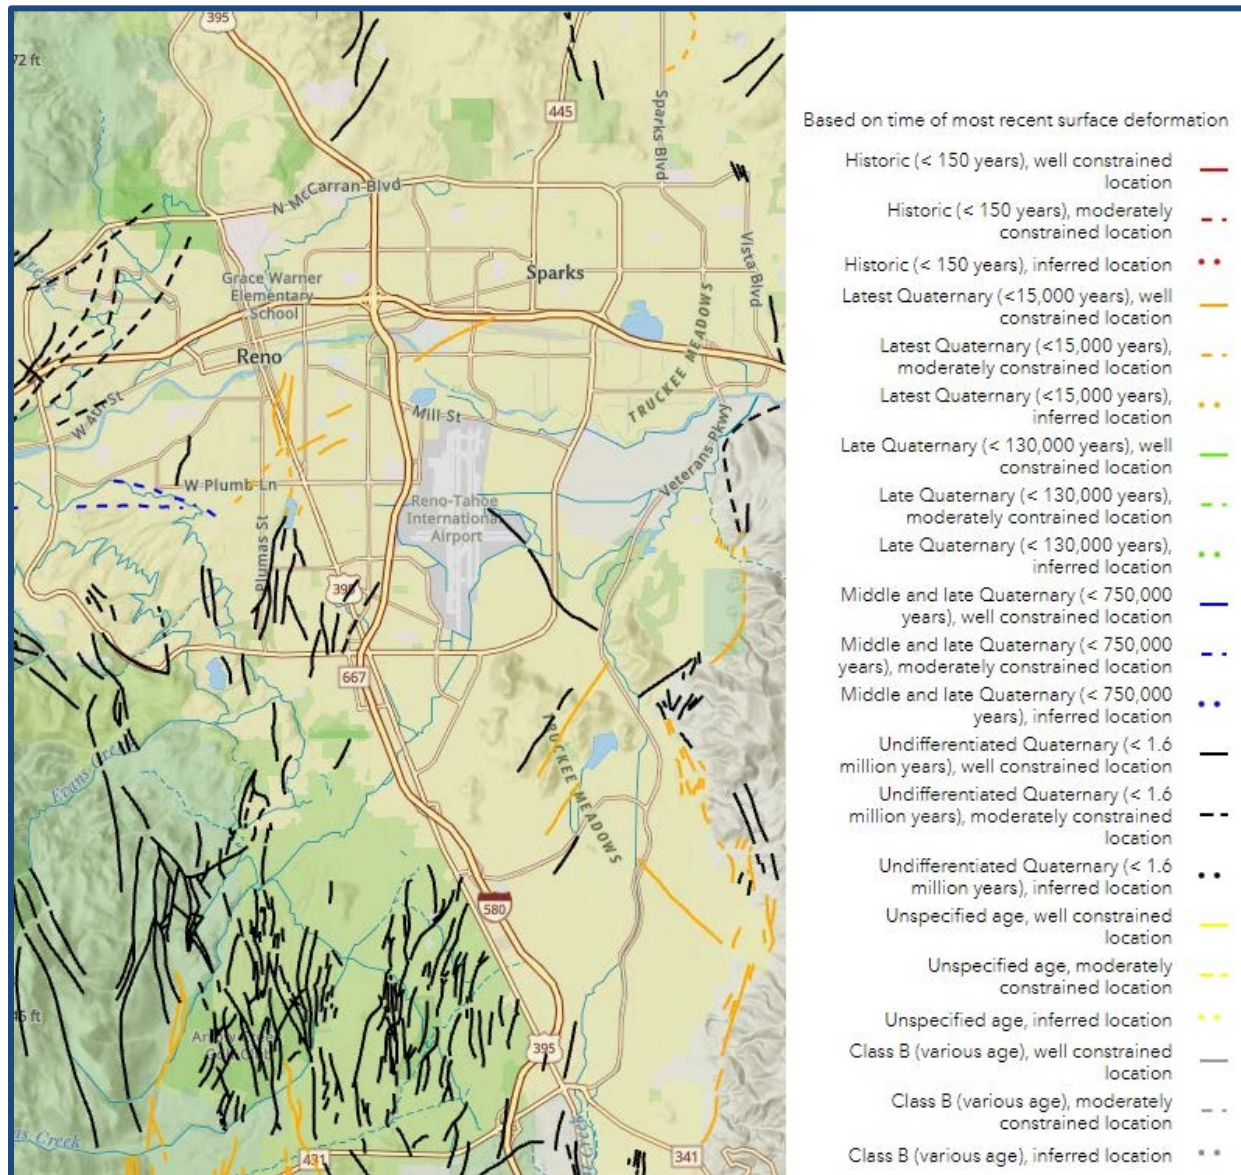 395
72 ft
445
Sparks Blvd
N McCarran Blvd
Vista Blvd
Grace Warner
Elementary
School
Sparks
Reno
TRUCKEE MEADOWS
W 4th St
Mill St
Veterans Pkwy
W Plumb Ln
Reno-Tahoe
International
Airport
Plumas St
395
667
TRUCKEE MEADOWS
Evans Creek
580
45 ft
395
Creek
431
341
Based on time of most recent surface deformation
Historic (< 150 years), well constrained
location
Historic (< 150 years), moderately
constrained location
Historic (< 150 years), inferred location
Latest Quaternary (<15,000 years), well
constrained location
Latest Quaternary (<15,000 years),
moderately constrained location
Latest Quaternary (<15,000 years),
inferred location
Late Quaternary (< 130,000 years), well
constrained location
Late Quaternary (< 130,000 years),
moderately contrained location
Late Quaternary (< 130,000 years),
inferred location
Middle and late Quaternary (< 750,000
years), well constrained location
Middle and late Quaternary (< 750,000
years), moderately constrained location
Middle and late Quaternary (< 750,000
years), inferred location
Undifferentiated Quaternary (< 1.6
million years), well constrained location
Undifferentiated Quaternary (< 1.6
million years), moderately constrained
location
Undifferentiated Quaternary (< 1.6
million years), inferred location
Unspecified age, well constrained
location
Unspecified age, moderately
constrained location
Unspecified age, inferred location
Class B (various age), well constrained
location
Class B (various age), moderately
constrained location
Class B (various age), inferred location